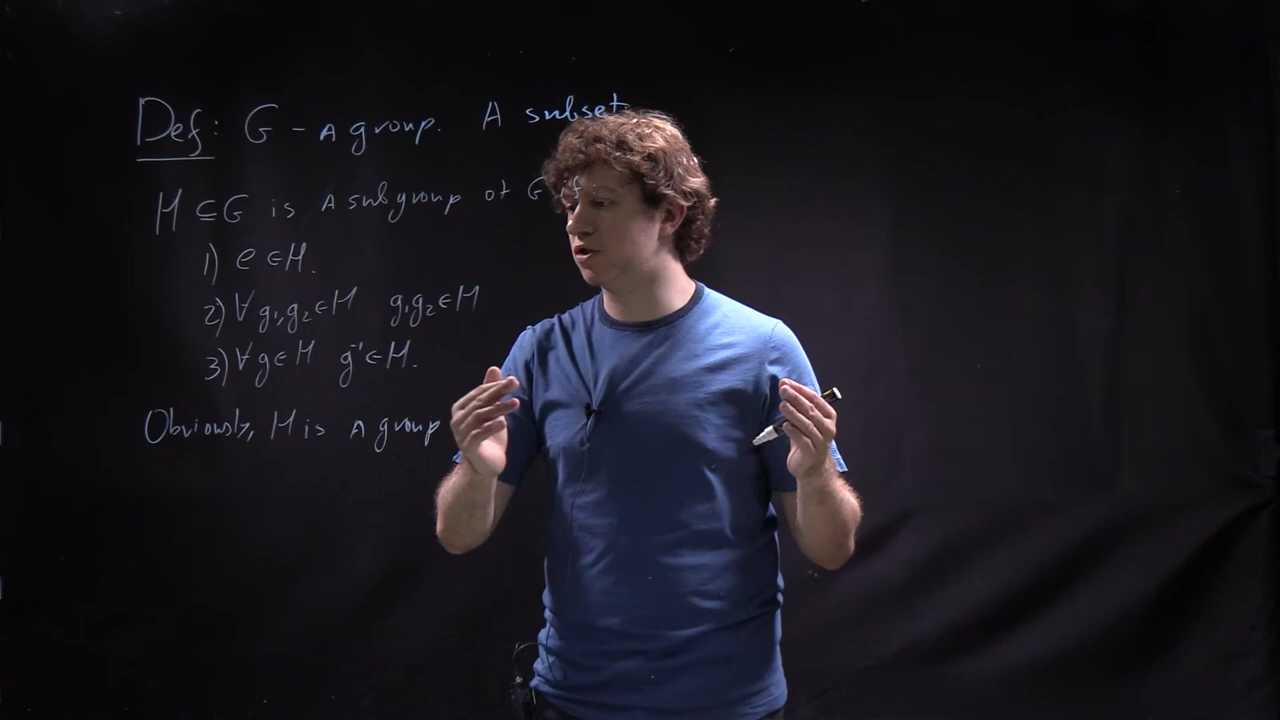 Def: G - a group. A subset
H ⊆ G is a subgroup of G if
1) e ∈ H.
2) ∀ g₁,g₂ ∈ H g₁g₂ ∈ H
3) ∀ g ∈ H g⁻¹ ∈ H.
Obviously, H is a group